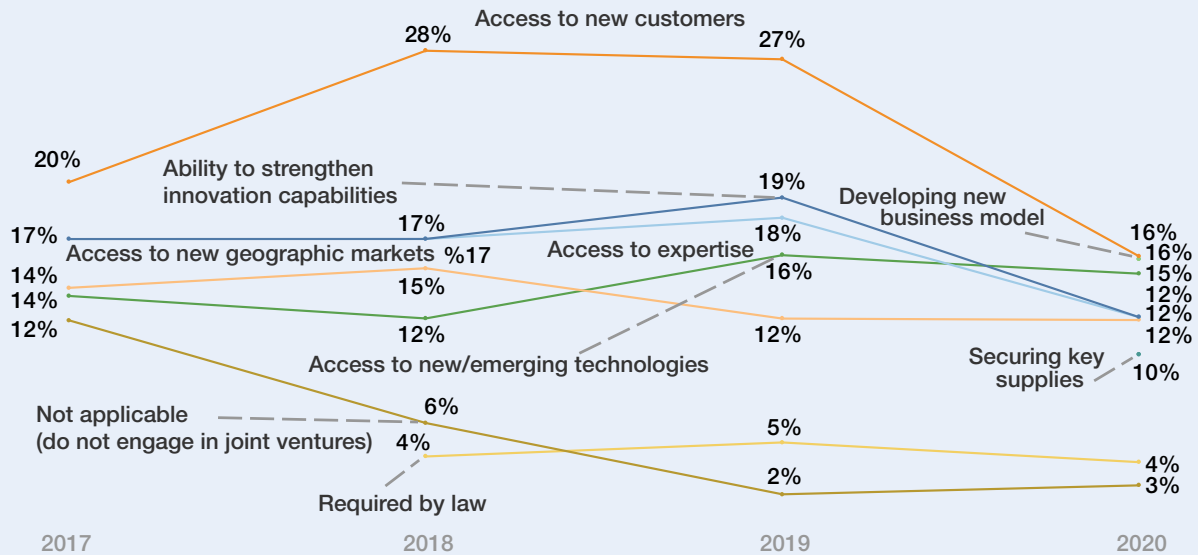 Access to new customers
28%
27%
20%
Ability to strengthen
innovation capabilities
19%
Developing new
business model
17%
17%
16%
Access to new geographic markets
%17
Access to expertise
18%
16%
14%
15%
16%
15%
14%
12%
12%
12%
12%
12%
12%
12%
Access to new/emerging technologies
Securing key
supplies
10%
Not applicable
(do not engage in joint ventures)
6%
4%
5%
4%
Required by law
2%
3%
2017
2018
2019
2020